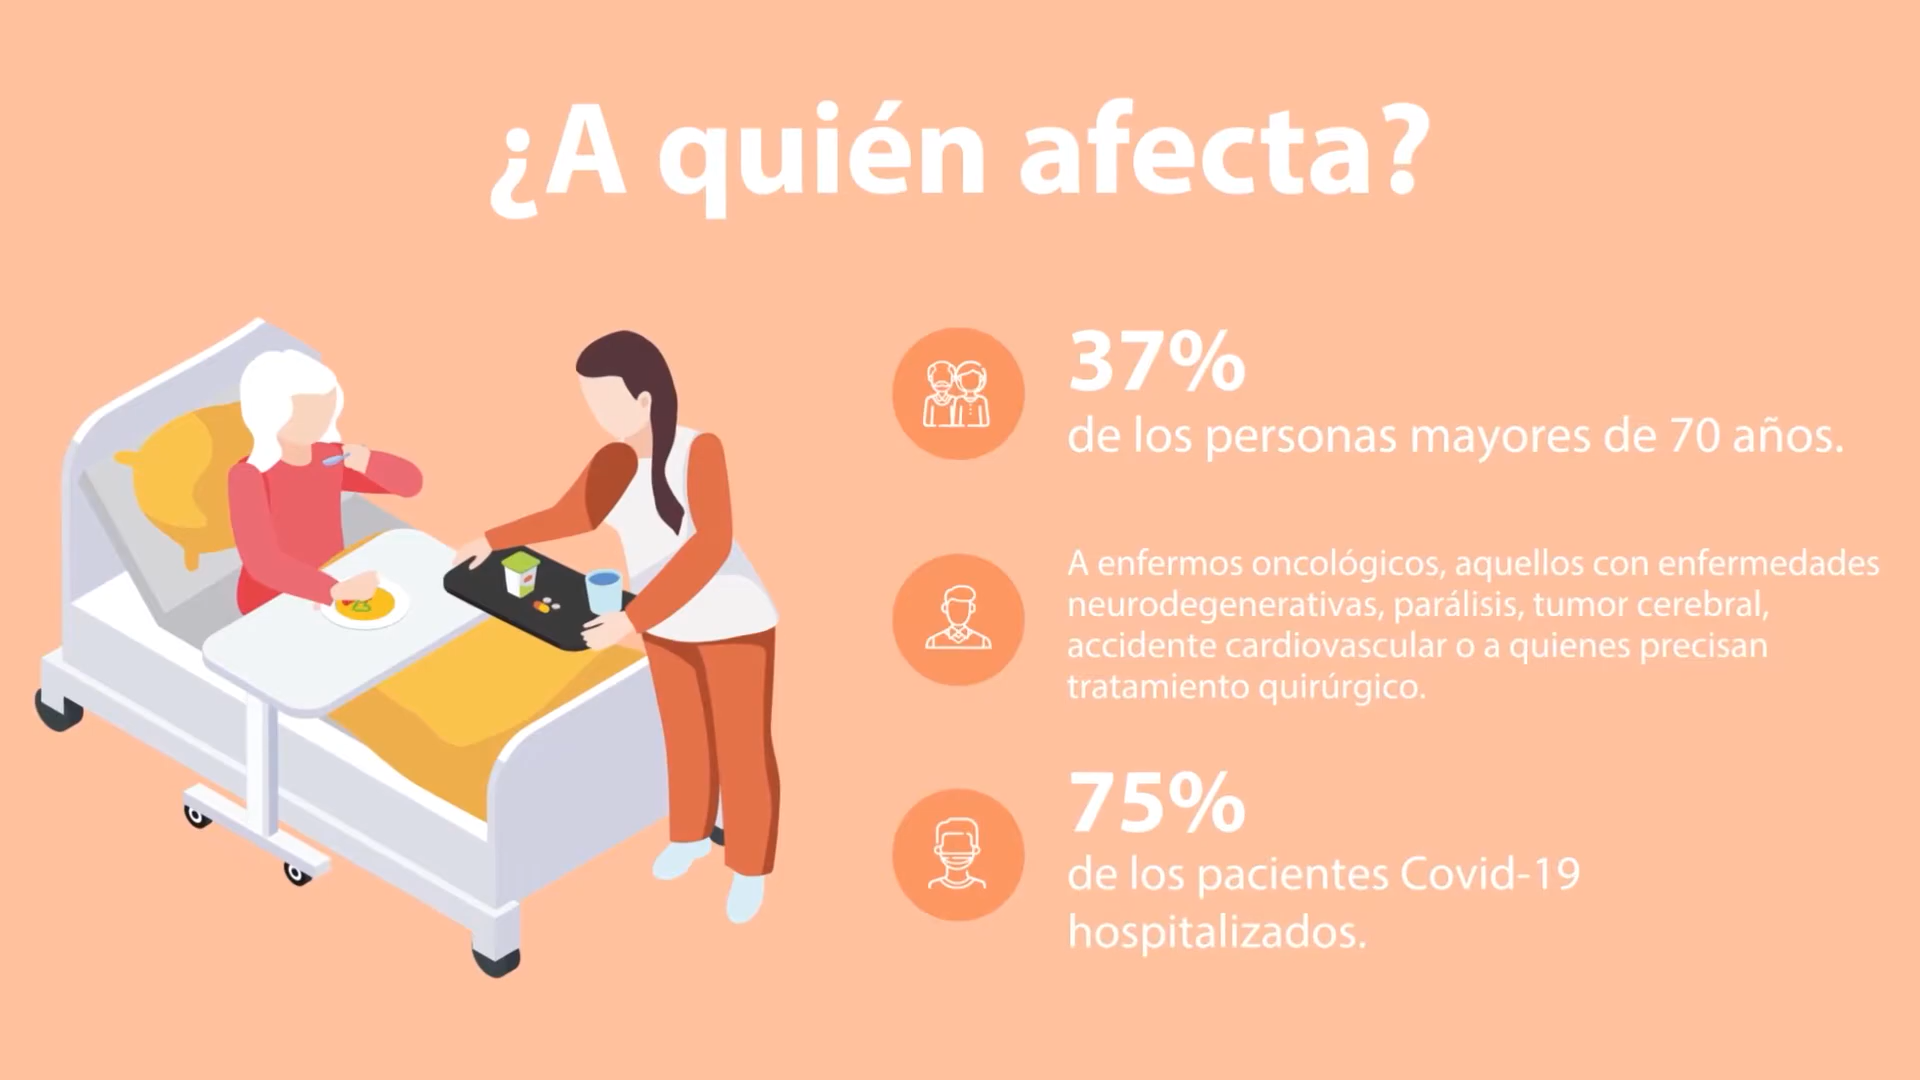 ¿A quién afecta?
37%
de los personas mayores de 70 años.
A enfermos oncológicos, aquellos con enfermedades
neurodegenerativas, parálisis, tumor cerebral,
accidente cardiovascular o a quienes precisan
tratamiento quirúrgico.
75%
de los pacientes Covid-19
hospitalizados.